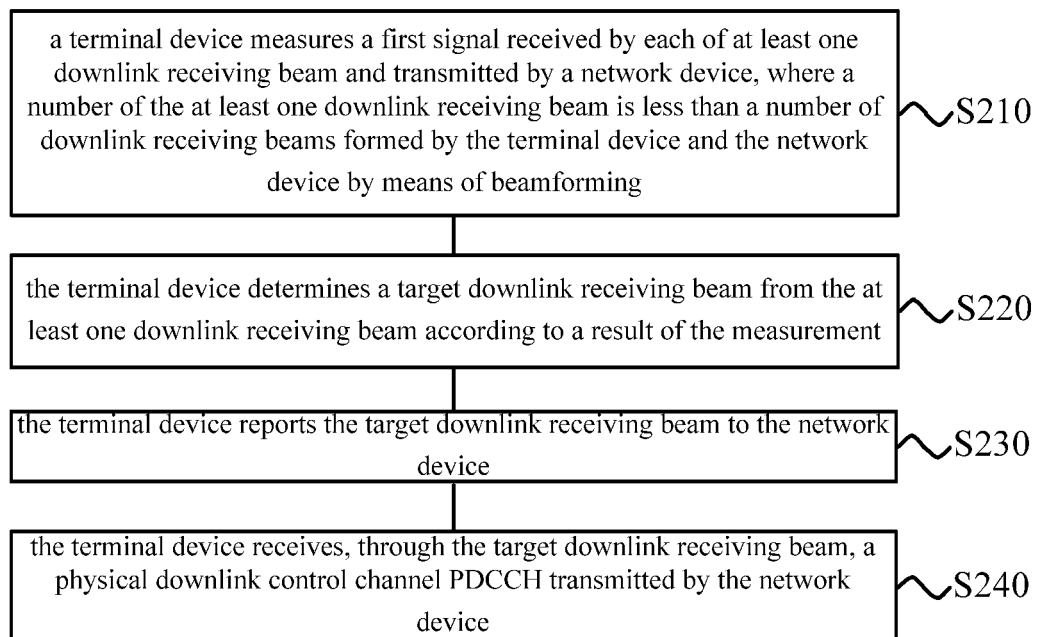 a terminal device measures a first signal received by each of at least one
downlink receiving beam and transmitted by a network device, where a
number of the at least one downlink receiving beam is less than a number of
downlink receiving beams formed by the terminal device and the network
device by means of beamforming
S210
the terminal device determines a target downlink receiving beam from the at
least one downlink receiving beam according to a result of the measurement
S220
the terminal device reports the target downlink receiving beam to the network
device
S230
the terminal device receives, through the target downlink receiving beam, a
physical downlink control channel PDCCH transmitted by the network
device
S240